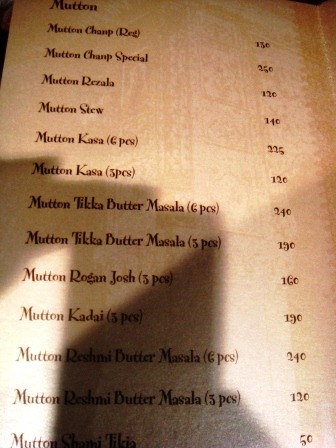 Mutton
Mutton Chanp (Reg) 130
Mutton Chanp Special 250
Mutton Rezala 120
Mutton Stew 140
Mutton Kasa (6 pcs) 225
Mutton Kasa (3pcs) 120
Mutton Tikka Butter Masala (6 pcs) 240
Mutton Tikka Butter Masala (3 pcs) 190
Mutton Rogan Josh (3 pcs) 160
Mutton Kadai (3 pcs) 190
Mutton Reshmi Butter Masala (6 pcs) 240
Mutton Reshmi Butter Masala (3 pcs) 120
Mutton Shami Tikia 50